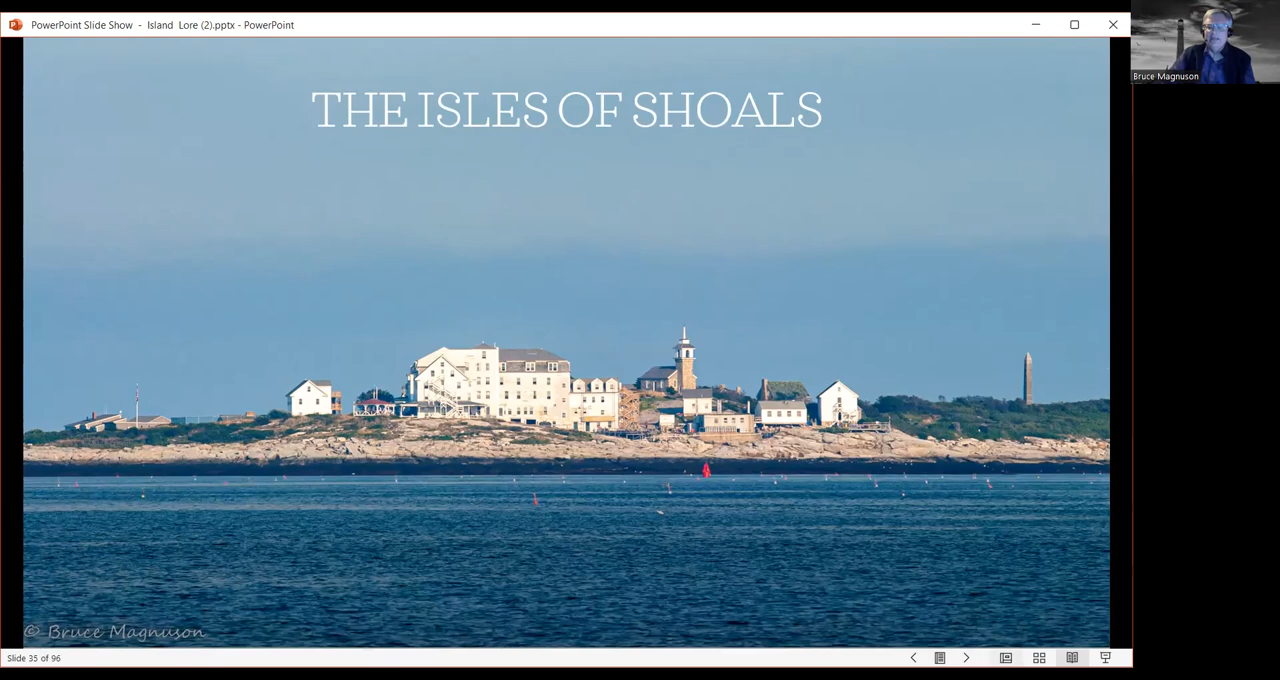 PowerPoint Slide Show - Island Lore (2).pptx - PowerPoint
Bruce Magnuson
THE ISLES OF SHOALS
© Bruce Magnuson
Slide 35 of 96